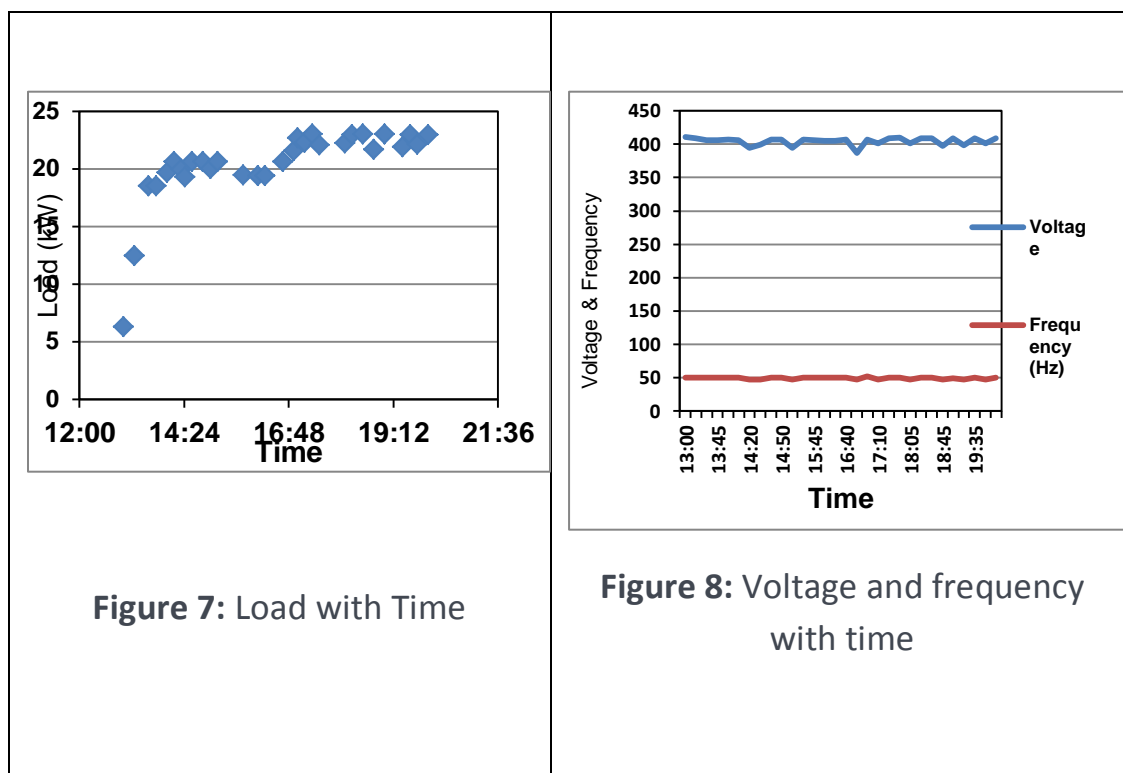 25
20
15
10
5
0
12:00 14:24 16:48 19:12 21:36
Load (kW)
Time
Figure 7: Load with Time
450
400
350
300
250
200
150
100
50
0
Voltage & Frequency
13:00 13:45 14:20 14:50 15:45 16:40 17:10 18:05 18:45 19:35
Time
Voltag
e
Frequ
ency
(Hz)
Figure 8: Voltage and frequency
with time